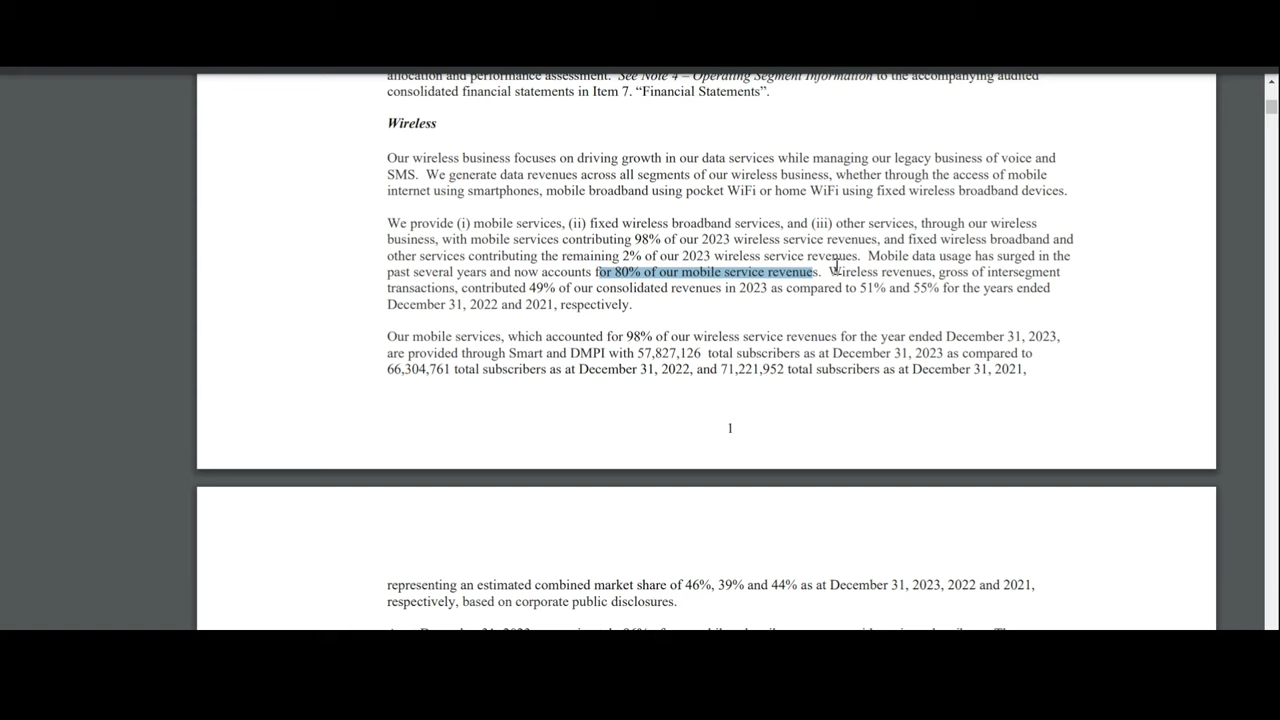 allocation and performance assessment.  See Note 4 – Operating Segment Information to the accompanying audited
consolidated financial statements in Item 7. “Financial Statements”.
Wireless
Our wireless business focuses on driving growth in our data services while managing our legacy business of voice and
SMS.  We generate data revenues across all segments of our wireless business, whether through the access of mobile
internet using smartphones, mobile broadband using pocket WiFi or home WiFi using fixed wireless broadband devices.
We provide (i) mobile services, (ii) fixed wireless broadband services, and (iii) other services, through our wireless
business, with mobile services contributing 98% of our 2023 wireless service revenues, and fixed wireless broadband and
other services contributing the remaining 2% of our 2023 wireless service revenues.  Mobile data usage has surged in the
past several years and now accounts for 80% of our mobile service revenues.  Wireless revenues, gross of intersegment
transactions, contributed 49% of our consolidated revenues in 2023 as compared to 51% and 55% for the years ended
December 31, 2022 and 2021, respectively.
Our mobile services, which accounted for 98% of our wireless service revenues for the year ended December 31, 2023,
are provided through Smart and DMPI with 57,827,126  total subscribers as at December 31, 2023 as compared to
66,304,761 total subscribers as at December 31, 2022, and 71,221,952 total subscribers as at December 31, 2021,
1
representing an estimated combined market share of 46%, 39% and 44% as at December 31, 2023, 2022 and 2021,
respectively, based on corporate public disclosures.